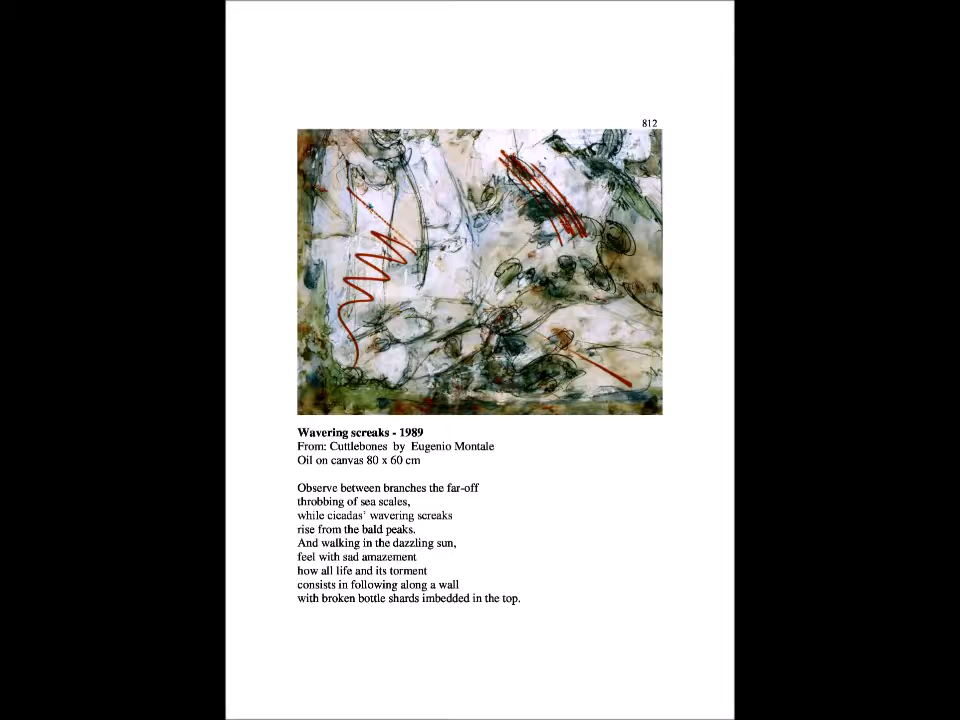 812
Wavering screaks - 1989
From: Cuttlebones by Eugenio Montale
Oil on canvas 80 x 60 cm
Observe between branches the far-off
throbbing of sea scales,
while cicadas' wavering screaks
rise from the bald peaks.
And walking in the dazzling sun,
feel with sad amazement
how all life and its torment
consists in following along a wall
with broken bottle shards imbedded in the top.